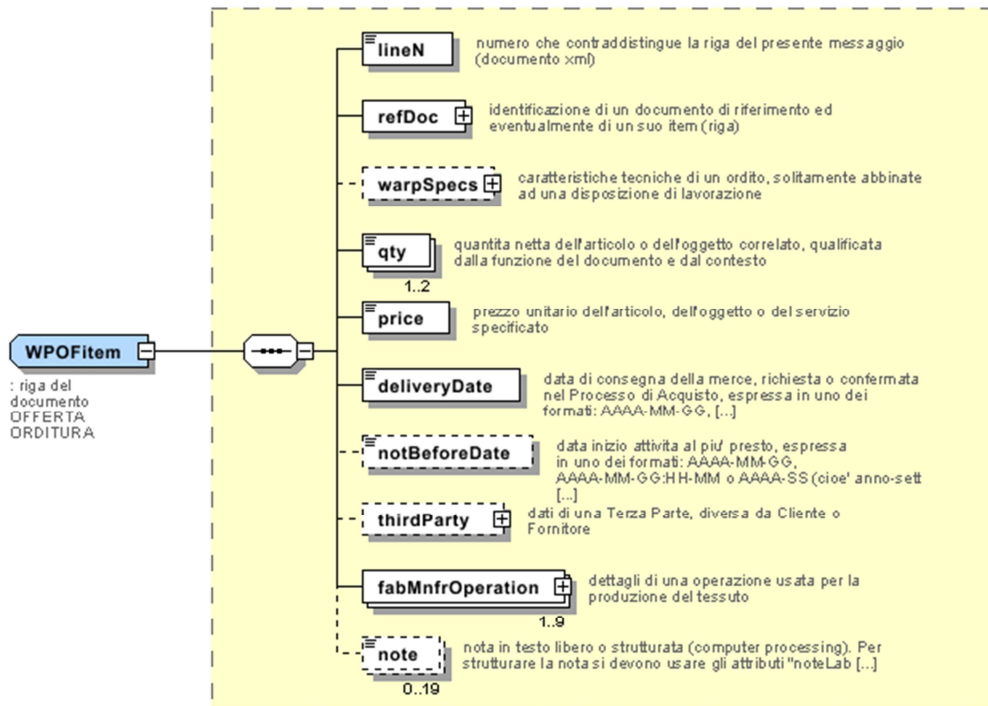 lineN
numero che contraddistingue la riga del presente messaggio
(documento xml)
refDoc
identificazione di un documento di riferimento ed
eventualmente di un suo item (riga)
warpSpecs
caratteristiche tecniche di un ordito, solitamente abbinate
ad una disposizione di lavorazione
qty
quantita netta dell'articolo o dell'oggetto correlato, qualificata
dalla funzione del documento e dal contesto
1..2
price
prezzo unitario dell'articolo, dell'oggetto o del servizio
specificato
WPOFitem
: riga del
documento
OFFERTA
ORDITURA
deliveryDate
data di consegna della merce, richiesta o confermata
nel Processo di Acquisto, espressa in uno dei
formati: AAAA-MM-GG, [...]
notBeforeDate
data inizio attivita al piu' presto, espressa
in uno dei formati: AAAA-MM-GG,
AAAA-MM-GG:HH-MM o AAAA-SS (cioe' anno-sett
[...]
thirdParty
dati di una Terza Parte, diversa da Cliente o
Fornitore
fabMnfrOperation
dettagli di una operazione usata per la
produzione del tessuto
1..9
note
nota in testo libero o strutturata (computer processing). Per
strutturare la nota si devono usare gli attributi "noteLab [...]
0..19